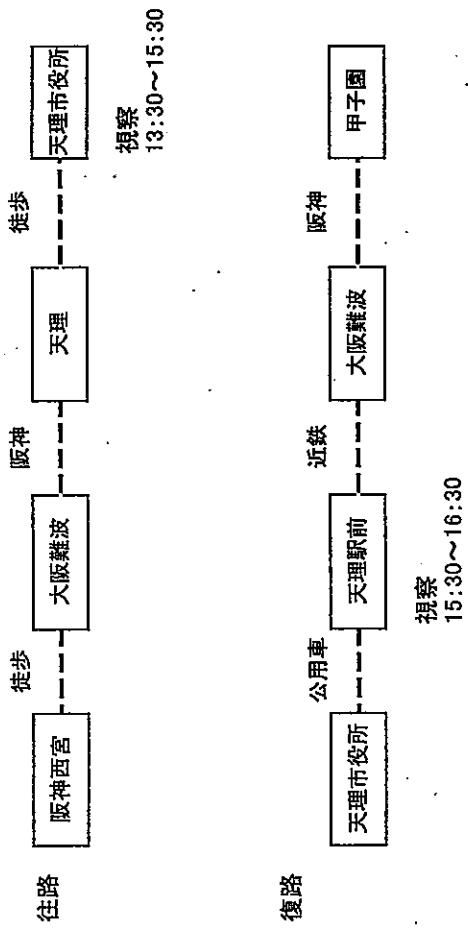 往路
阪神西宮
徒歩
大阪難波
阪神
天理
徒歩
天理市役所
視察
13:30～15:30
復路
天理市役所
公用車
天理駅前
視察
15:30～16:30
近鉄
大阪難波
阪神
甲子園